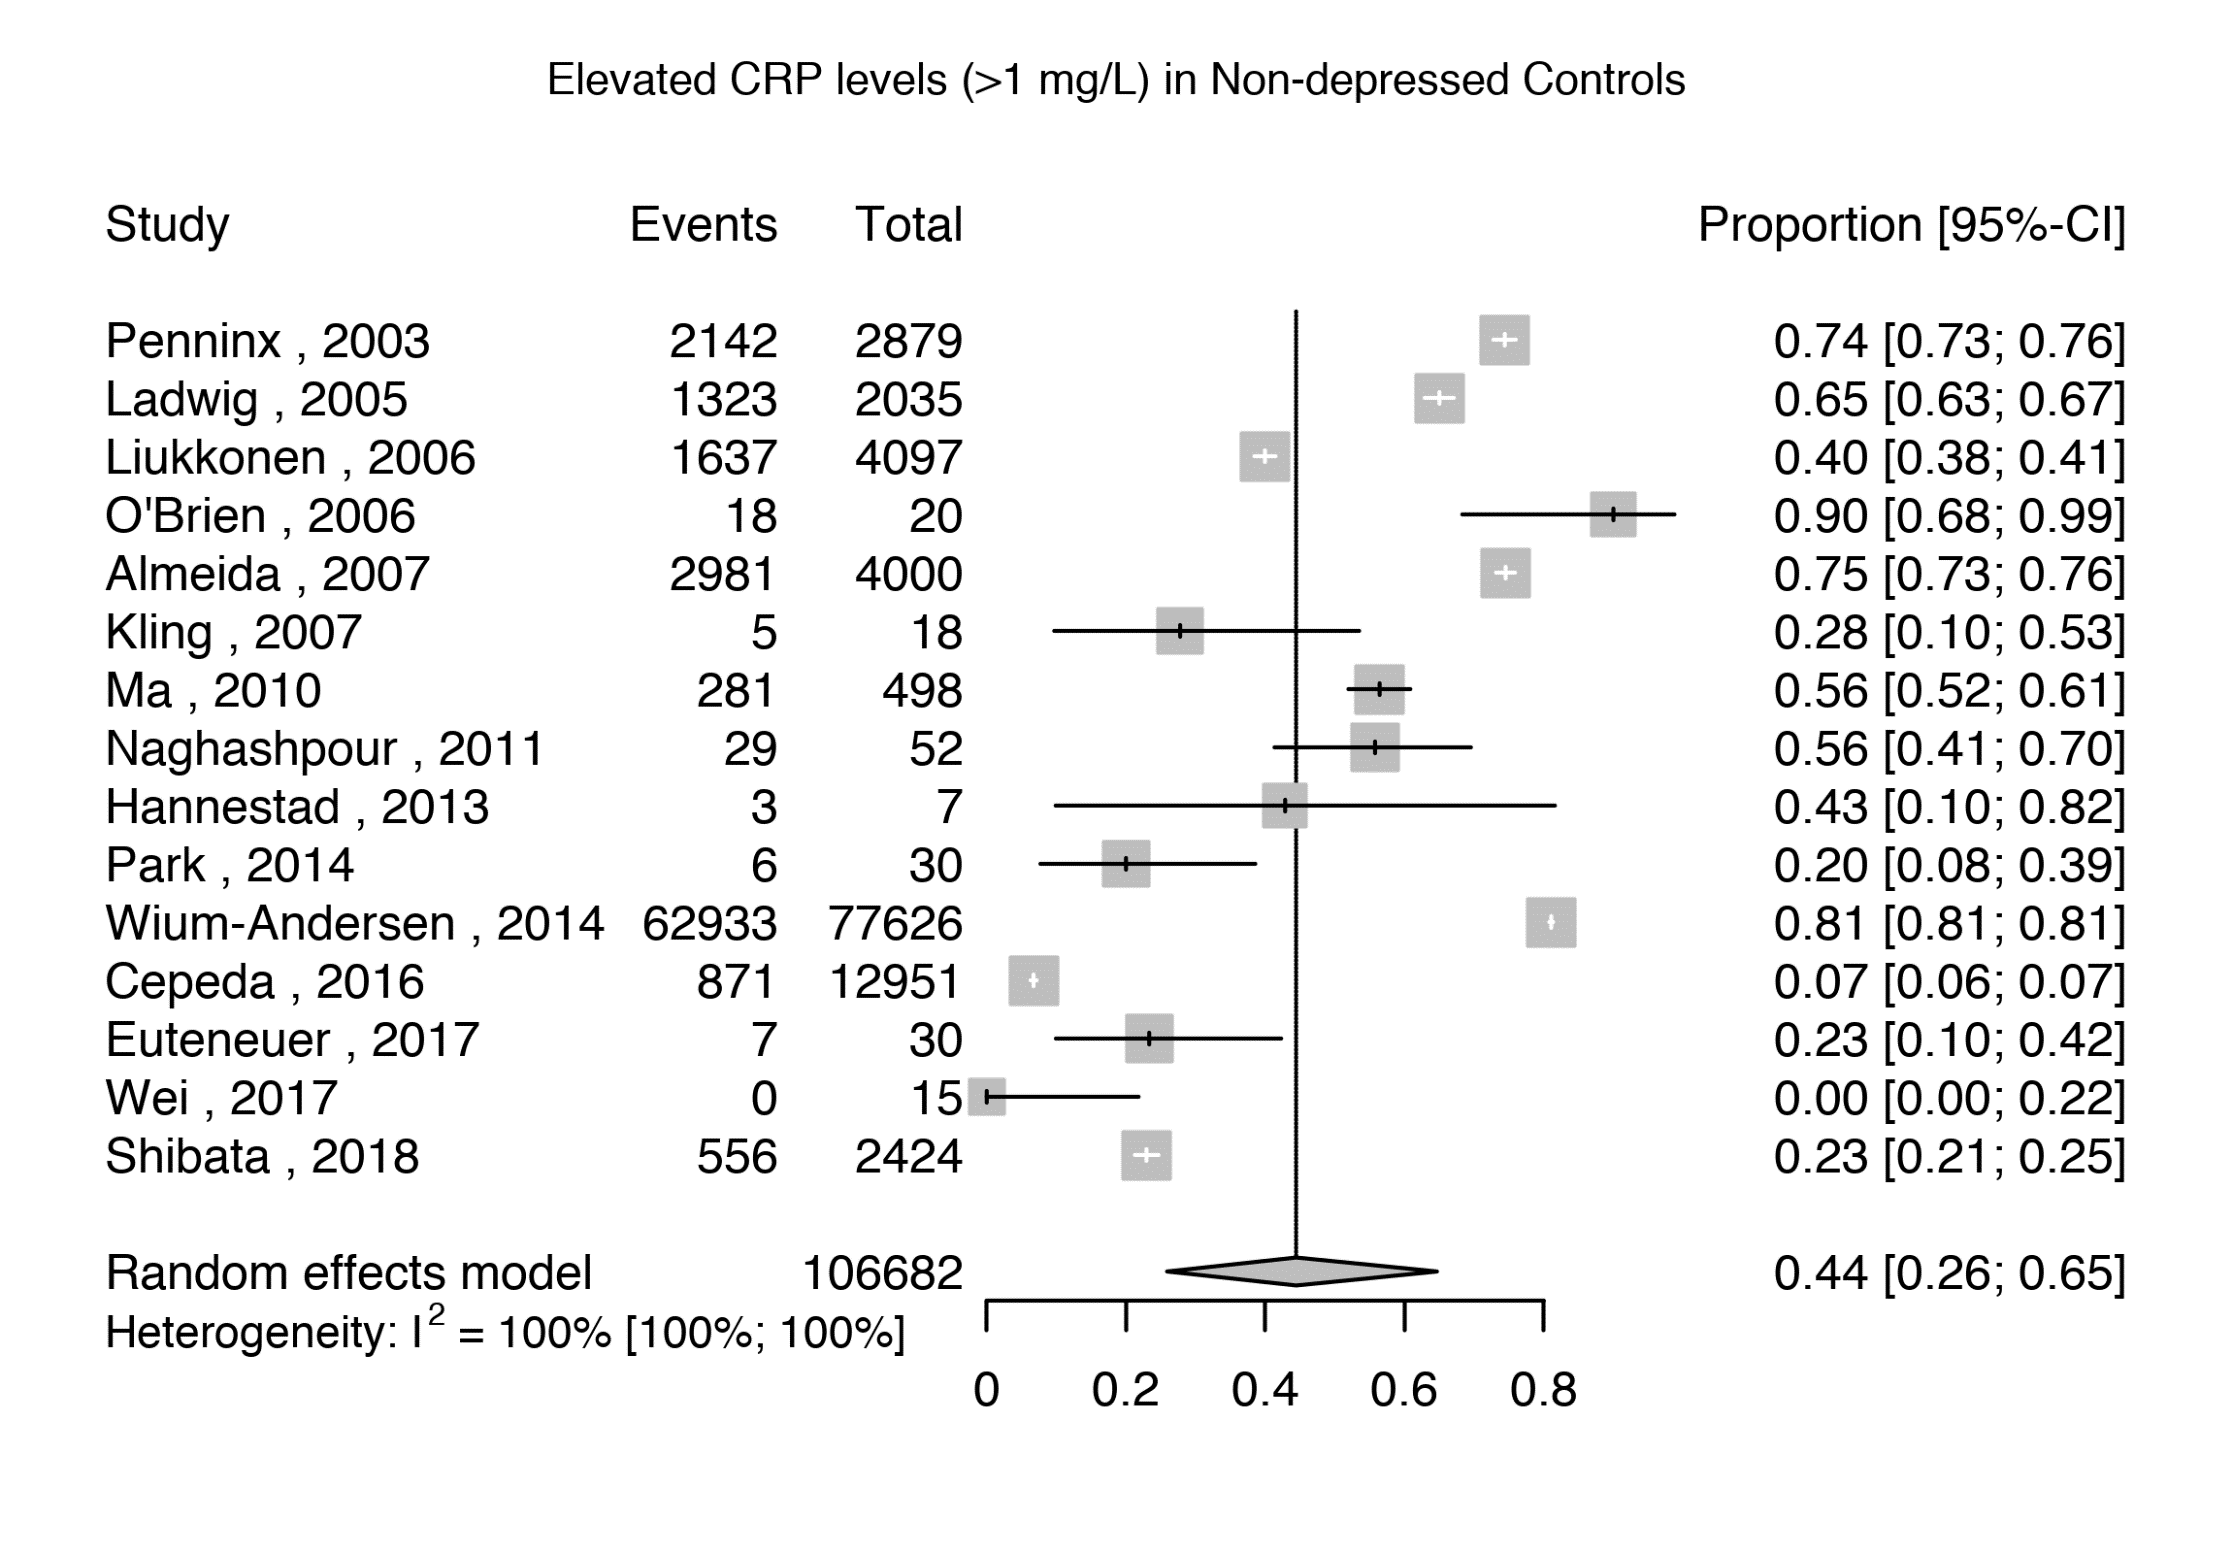 Elevated CRP levels (>1 mg/L) in Non-depressed Controls
Study Events Total Proportion [95%-CI]
Penninx , 2003 2142 2879 0.74 [0.73; 0.76]
Ladwig , 2005 1323 2035 0.65 [0.63; 0.67]
Liukkonen , 2006 1637 4097 0.40 [0.38; 0.41]
O'Brien , 2006 18 20 0.90 [0.68; 0.99]
Almeida , 2007 2981 4000 0.75 [0.73; 0.76]
Kling , 2007 5 18 0.28 [0.10; 0.53]
Ma , 2010 281 498 0.56 [0.52; 0.61]
Naghashpour , 2011 29 52 0.56 [0.41; 0.70]
Hannestad , 2013 3 7 0.43 [0.10; 0.82]
Park , 2014 6 30 0.20 [0.08; 0.39]
Wium-Andersen , 2014 62933 77626 0.81 [0.81; 0.81]
Cepeda , 2016 871 12951 0.07 [0.06; 0.07]
Euteneuer , 2017 7 30 0.23 [0.10; 0.42]
Wei , 2017 0 15 0.00 [0.00; 0.22]
Shibata , 2018 556 2424 0.23 [0.21; 0.25]
Random effects model 106682 0.44 [0.26; 0.65]
Heterogeneity: I² = 100% [100%; 100%]
0 0.2 0.4 0.6 0.8